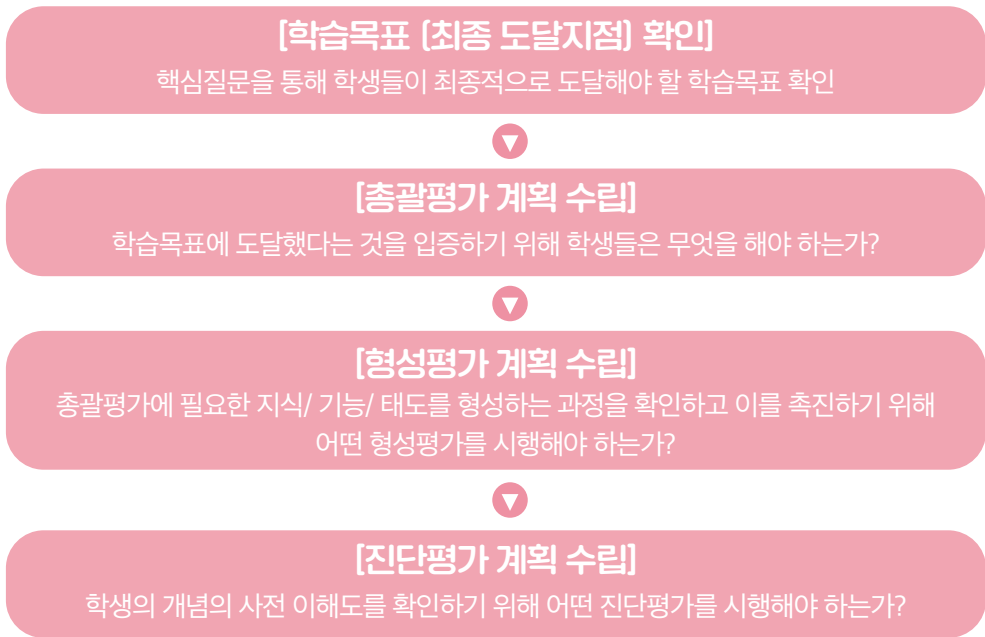 [학습목표 (최종 도달지점) 확인]
핵심질문을 통해 학생들이 최종적으로 도달해야 할 학습목표 확인
[총괄평가 계획 수립]
학습목표에 도달했다는 것을 입증하기 위해 학생들은 무엇을 해야 하는가?
[형성평가 계획 수립]
총괄평가에 필요한 지식/ 기능/ 태도를 형성하는 과정을 확인하고 이를 촉진하기 위해
어떤 형성평가를 시행해야 하는가?
[진단평가 계획 수립]
학생의 개념의 사전 이해도를 확인하기 위해 어떤 진단평가를 시행해야 하는가?